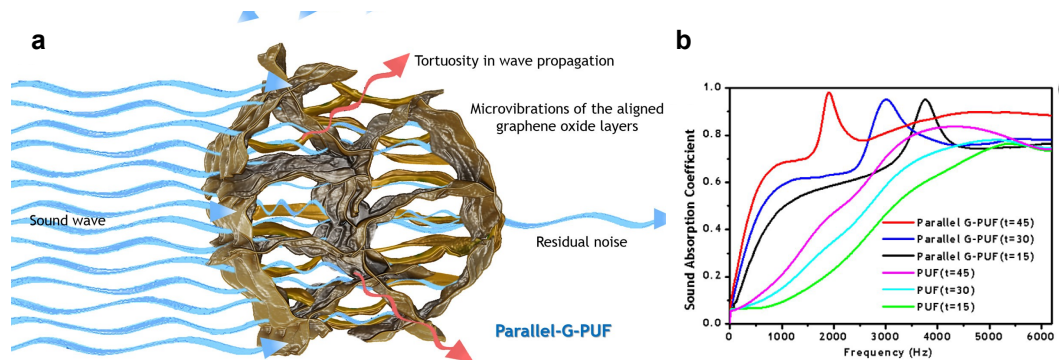 a
Tortuosity in wave propagation
Microvibrations of the aligned
graphene oxide layers
Sound wave
Residual noise
Parallel-G-PUF
b
Sound Absorption Coefficient
1.0
0.8
0.6
0.4
0.2
0.0
Parallel G-PUF(t=45)
Parallel G-PUF(t=30)
Parallel G-PUF(t=15)
PUF(t=45)
PUF(t=30)
PUF(t=15)
0 1000 2000 3000 4000 5000 6000
Frequency (Hz)